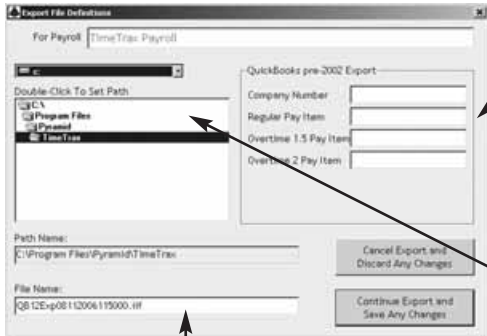 Export File Definitions
For Payroll TimeTrax Payroll
c:
Double-Click To Set Path
C:\
Program Files
Pyramid
TimeTrax
QuickBooks pre-2002 Export
Company Number
Regular Pay Item
Overtime 1.5 Pay Item
Overtime 2 Pay Item
Path Name:
C:\Program Files\Pyramid\TimeTrax
Cancel Export and
Discard Any Changes
File Name:
QB12Exp08112006115000.iif
Continue Export and
Save Any Changes